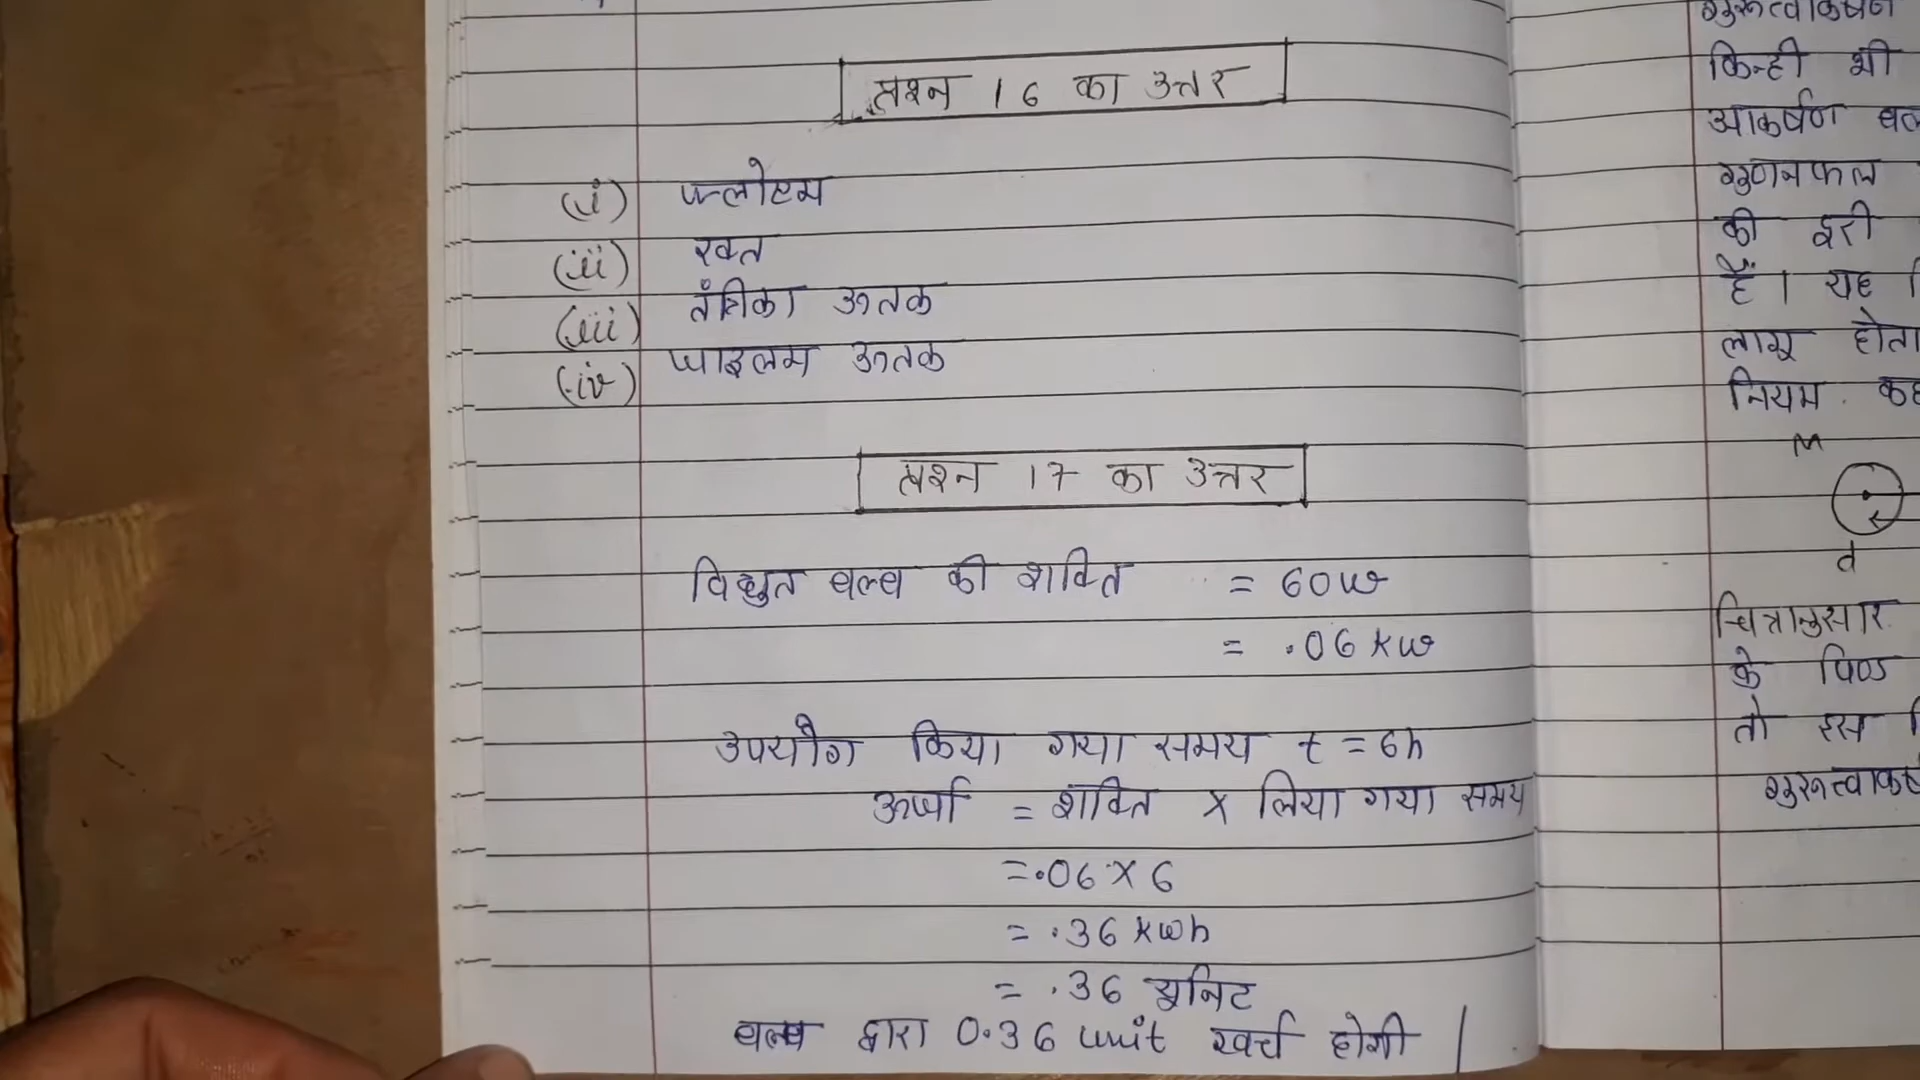 प्रश्न 16 का उत्तर
(i) फ्लोएम
(ii) रक्त
(iii) तंत्रिका ऊतक
(iv) जाइलम ऊतक
प्रश्न 17 का उत्तर
विद्युत बल्ब की शक्ति = 60w
= .06 kw
उपयोग किया गया समय t = 6h
ऊर्जा = शक्ति x लिया गया समय
= .06 x 6
= .36 kwh
= .36 यूनिट
बल्ब द्वारा 0.36 unit खर्च होगी |
गुरूत्वाकर्षण
किन्ही भी
आकर्षण बल
गुणनफल
की दूरी
हैं। यह
लागू होता
नियम
M
d
चित्रानुसार
के पिण्ड
तो इस